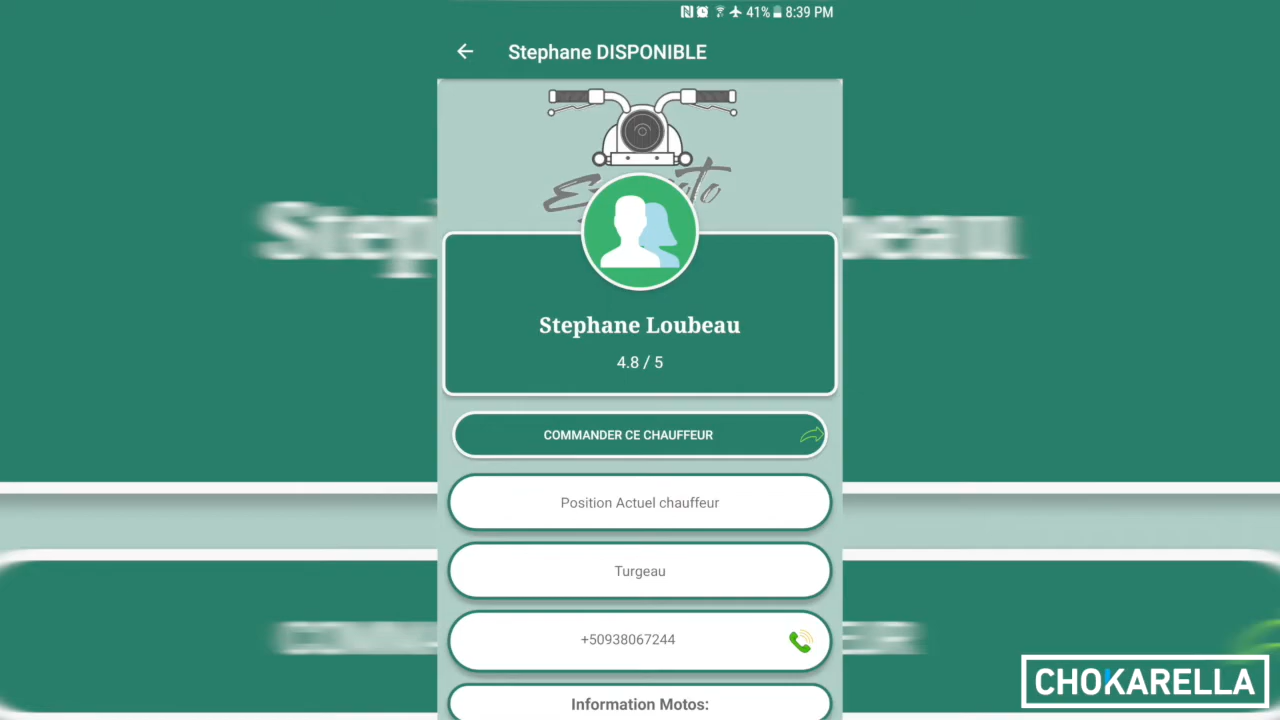 41% 8:39 PM
Stephane DISPONIBLE
Stephane Loubeau
4.8 / 5
COMMANDER CE CHAUFFEUR
Position Actuel chauffeur
Turgeau
+50938067244
Information Motos:
CHOKARELLA